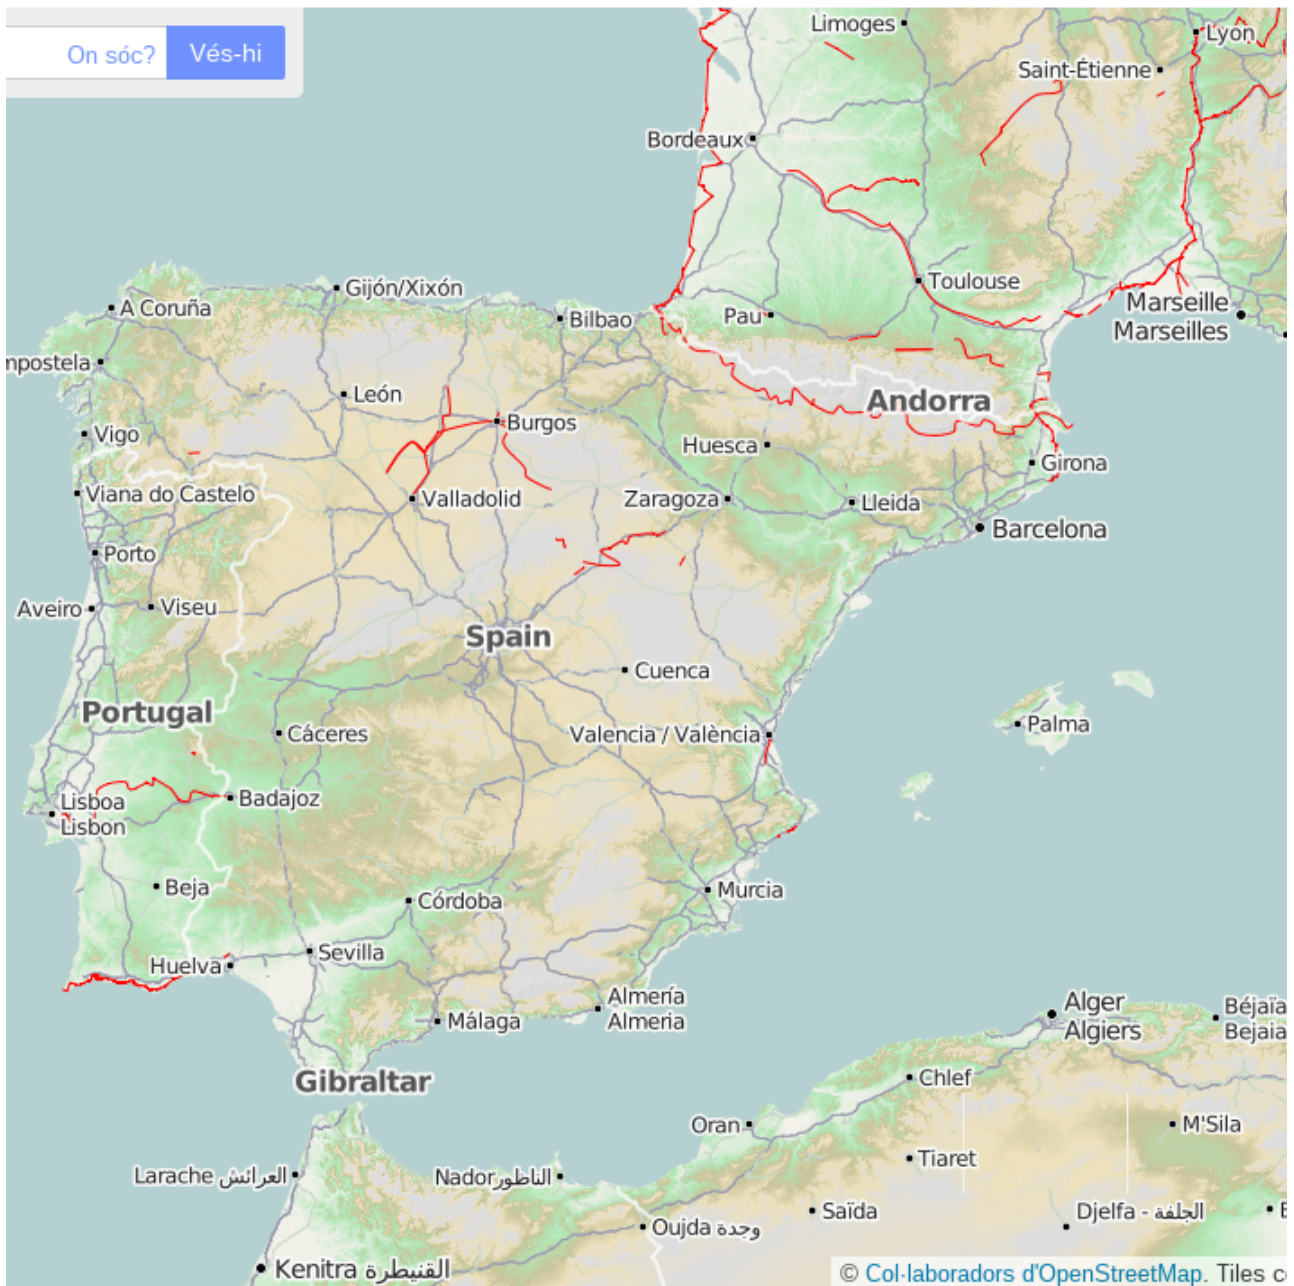 Limoges
Lyon
On sóc?
Vés-hi
Saint-Étienne
Bordeaux
Toulouse
Gijón/Xixón
A Coruña
Marseille
Marseilles
Pau
Bilbao
mpostela
León
Andorra
Burgos
Vigo
Huesca
Girona
Viana do Castelo
Valladolid
Zaragoza
Lleida
Barcelona
Porto
Aveiro
Viseu
Spain
Cuenca
Portugal
Cáceres
Valencia / València
Palma
Lisboa
Lisbon
Badajoz
Beja
Murcia
Córdoba
Sevilla
Huelva
Almería
Almeria
Málaga
Alger
Algiers
Béjaïa
Bejaia
Gibraltar
Chlef
Oran
M'Sila
Tiaret
Larache العرائش
Nador الناظور
Saïda
Djelfa - الجلفة
Oujda وجدة
Kenitra القنيطرة
© Col·laboradors d'OpenStreetMap. Tiles c